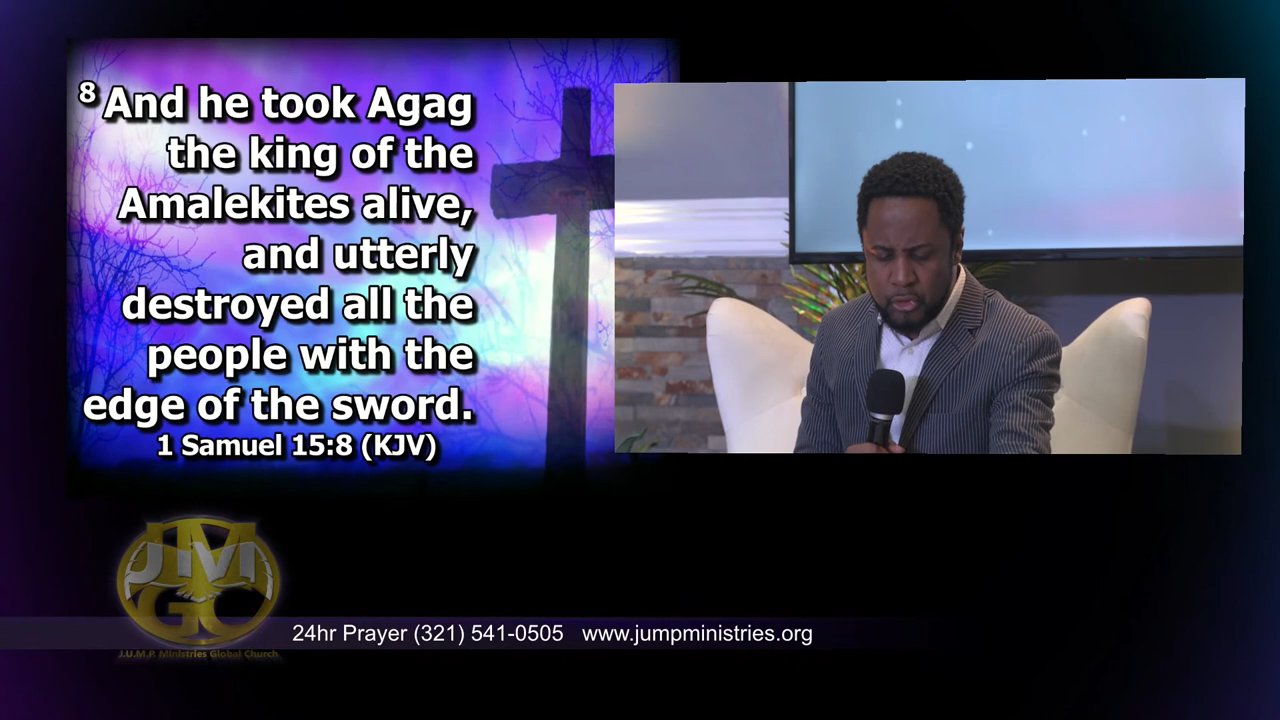 8 And he took Agag
the king of the
Amalekites alive,
and utterly
destroyed all the
people with the
edge of the sword.
1 Samuel 15:8 (KJV)
JM
GC
24hr Prayer (321) 541-0505 www.jumpministries.org
J.U.M.P. Ministries Global Church